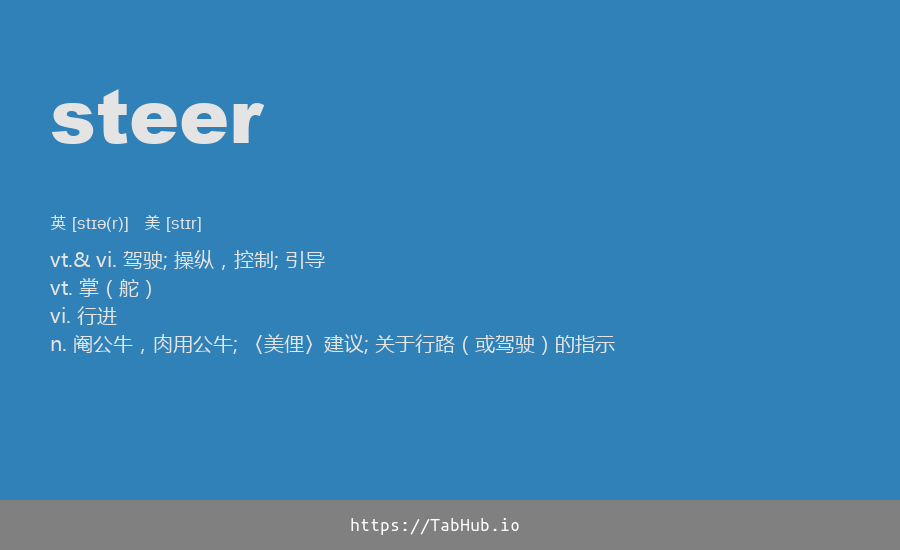 steer
英 [stɪə(r)]   美 [stɪr]
vt.& vi. 驾驶; 操纵，控制; 引导
vt. 掌（舵）
vi. 行进
n. 阉公牛，肉用公牛; 〈美俚〉建议; 关于行路（或驾驶）的指示
https://TabHub.io